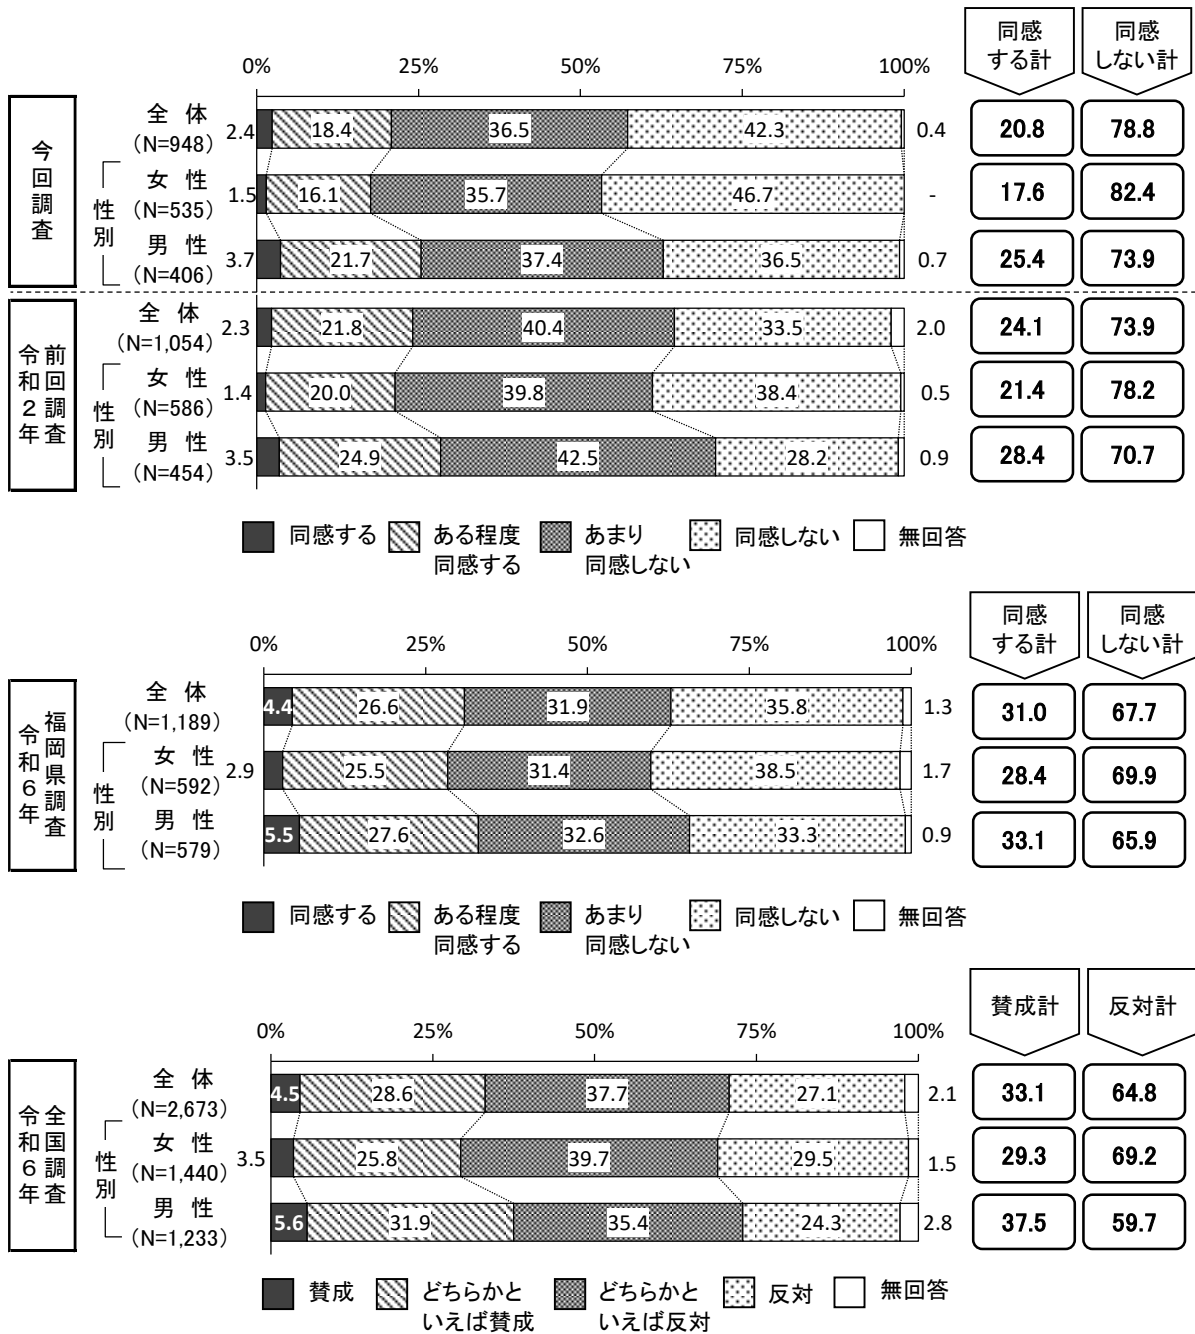 同感
する計
同感
しない計
0% 25% 50% 75% 100%
今回調査
全 体
(N=948)
2.4 18.4 36.5 42.3 0.4 20.8 78.8
性別
女 性
(N=535)
1.5 16.1 35.7 46.7 - 17.6 82.4
男 性
(N=406)
3.7 21.7 37.4 36.5 0.7 25.4 73.9
前回調査
令和2年
全 体
(N=1,054)
2.3 21.8 40.4 33.5 2.0 24.1 73.9
性別
女 性
(N=586)
1.4 20.0 39.8 38.4 0.5 21.4 78.2
男 性
(N=454)
3.5 24.9 42.5 28.2 0.9 28.4 70.7
同感する
ある程度
同感する
あまり
同感しない
同感しない
無回答
同感
する計
同感
しない計
0% 25% 50% 75% 100%
福岡県調査
令和6年
全 体
(N=1,189)
4.4 26.6 31.9 35.8 1.3 31.0 67.7
性別
女 性
(N=592)
2.9 25.5 31.4 38.5 1.7 28.4 69.9
男 性
(N=579)
5.5 27.6 32.6 33.3 0.9 33.1 65.9
同感する
ある程度
同感する
あまり
同感しない
同感しない
無回答
賛成計
反対計
0% 25% 50% 75% 100%
全国調査
令和6年
全 体
(N=2,673)
4.5 28.6 37.7 27.1 2.1 33.1 64.8
性別
女 性
(N=1,440)
3.5 25.8 39.7 29.5 1.5 29.3 69.2
男 性
(N=1,233)
5.6 31.9 35.4 24.3 2.8 37.5 59.7
賛成
どちらかと
いえば賛成
どちらかと
いえば反対
反対
無回答